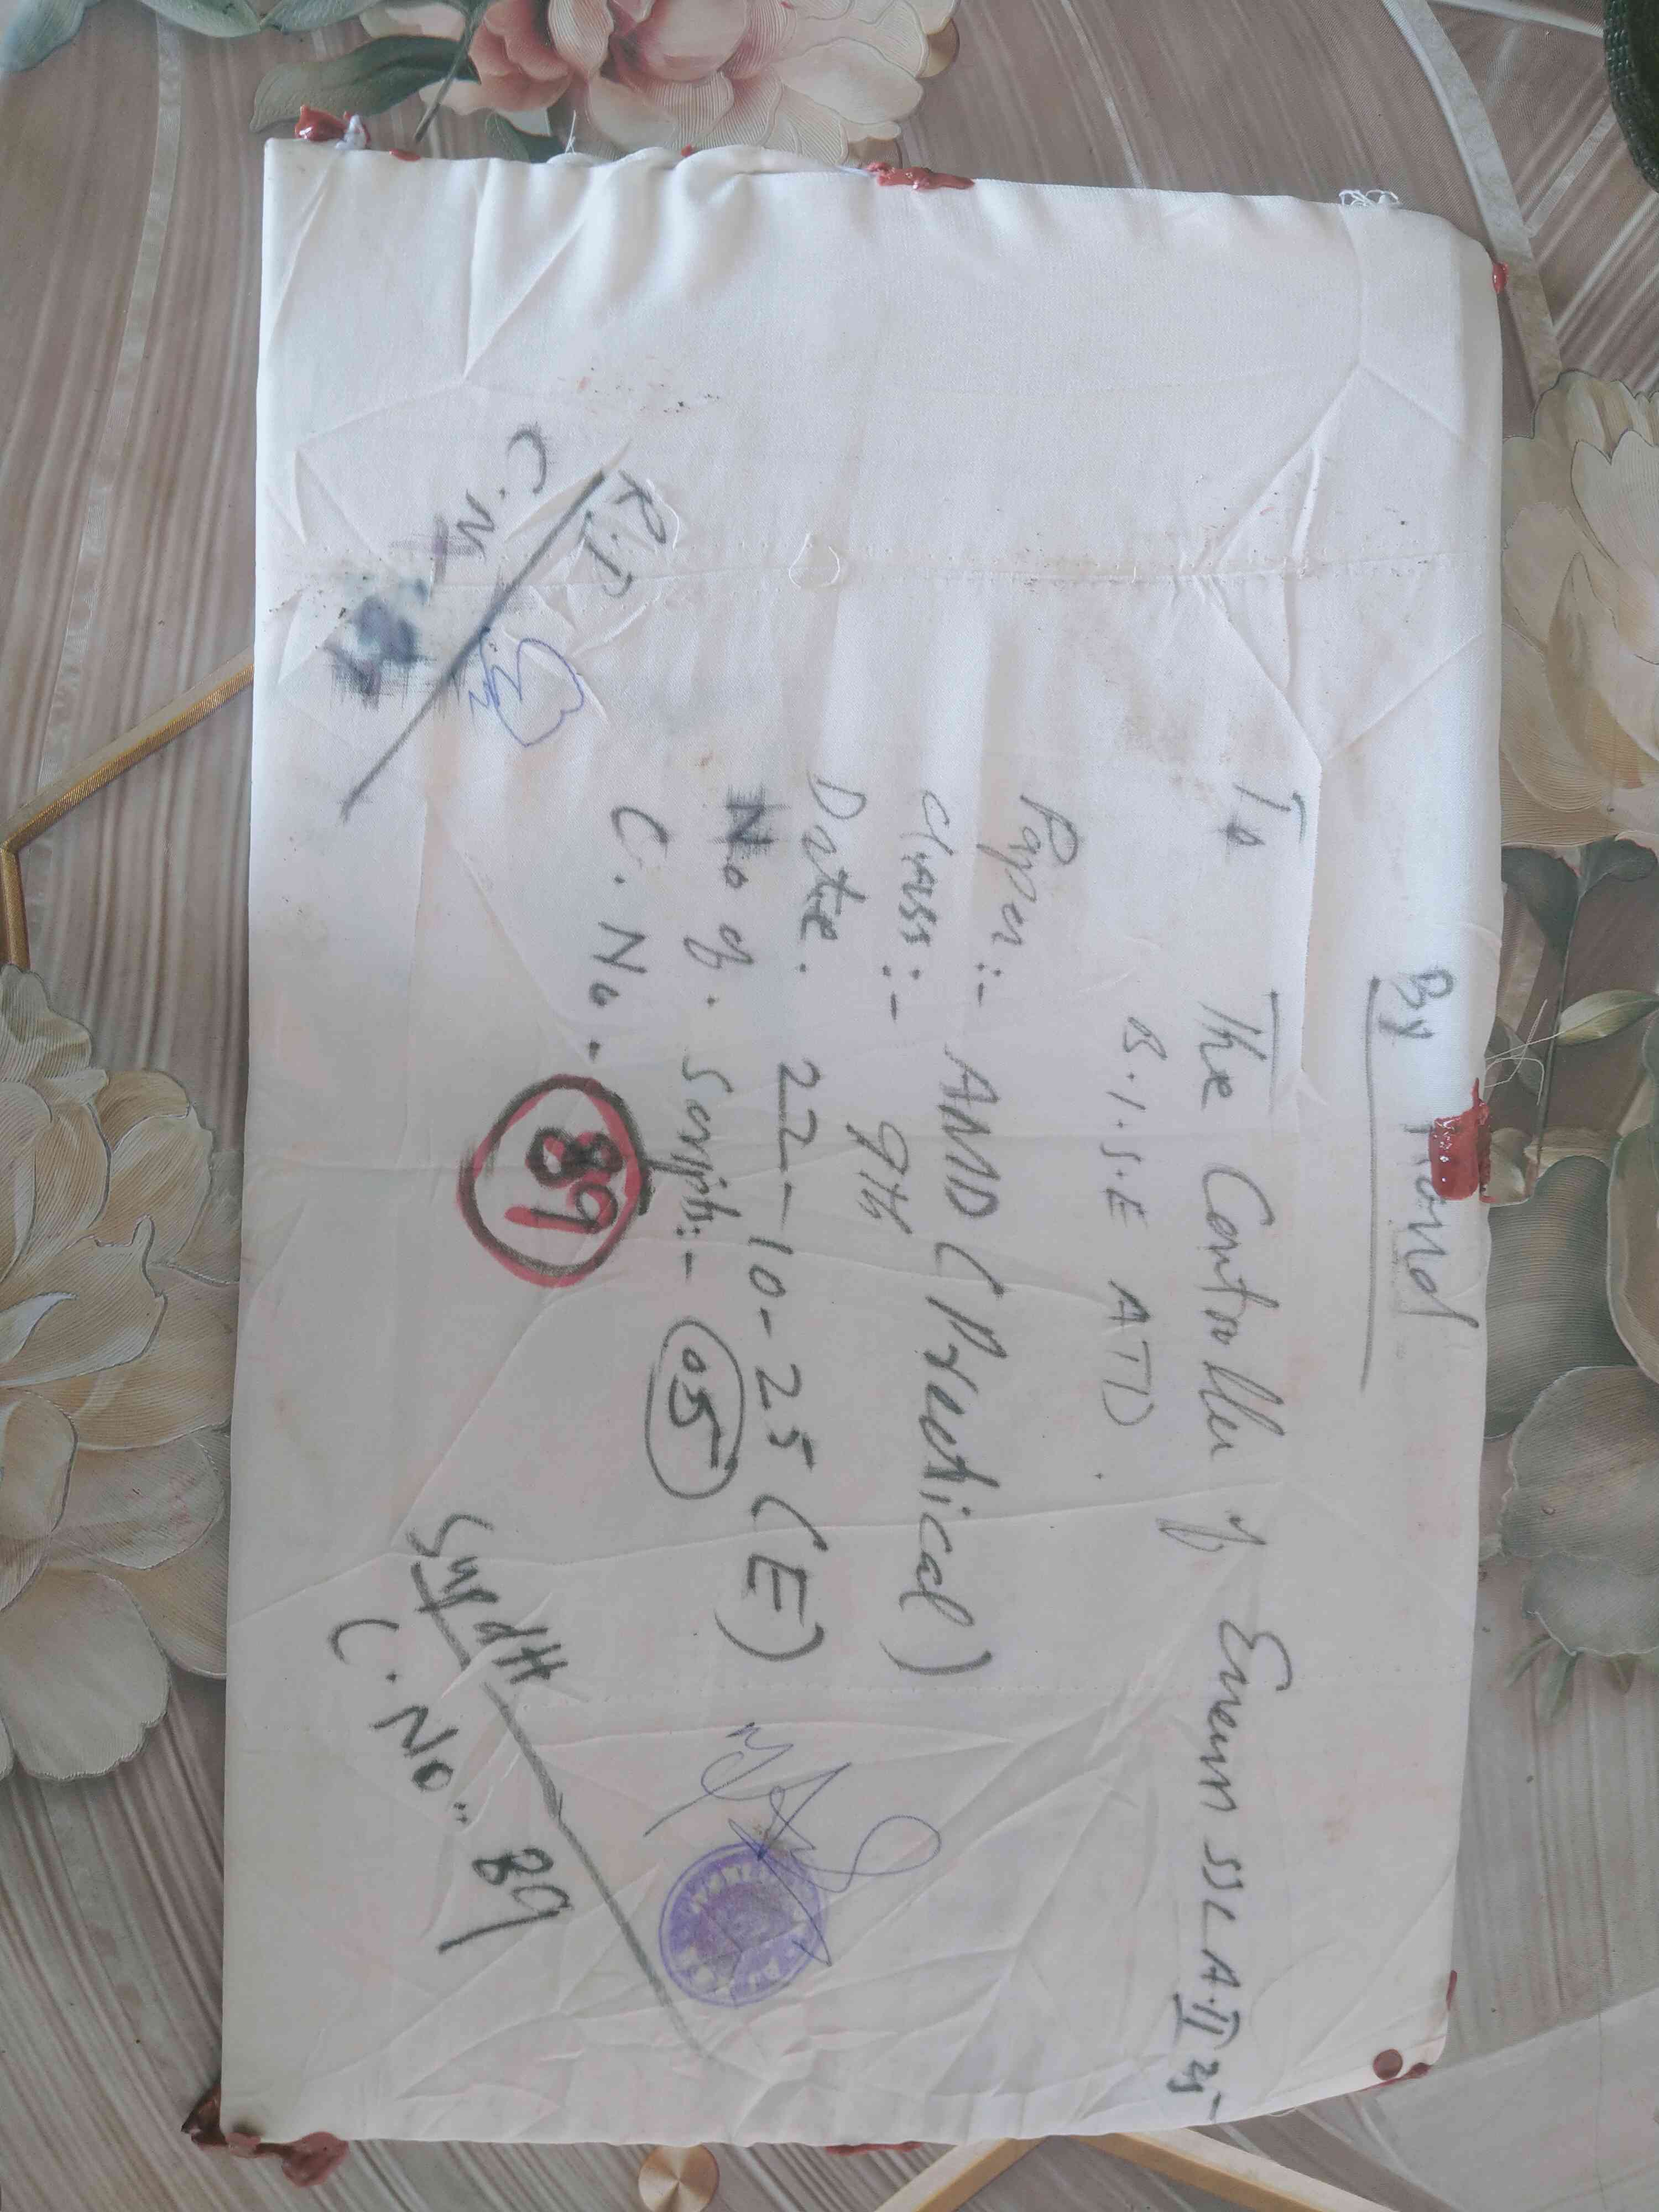 By Hand
To The Controller of Exam SSC A-II 25
B.I.S.E ATD.
Paper:- AMD (Practical)
Class:- 9th
Date. 22-10-25 (E)
No of. Scripts:- 05
C. No. 89
R.I
C.N
Supdtt
C.No:- 89